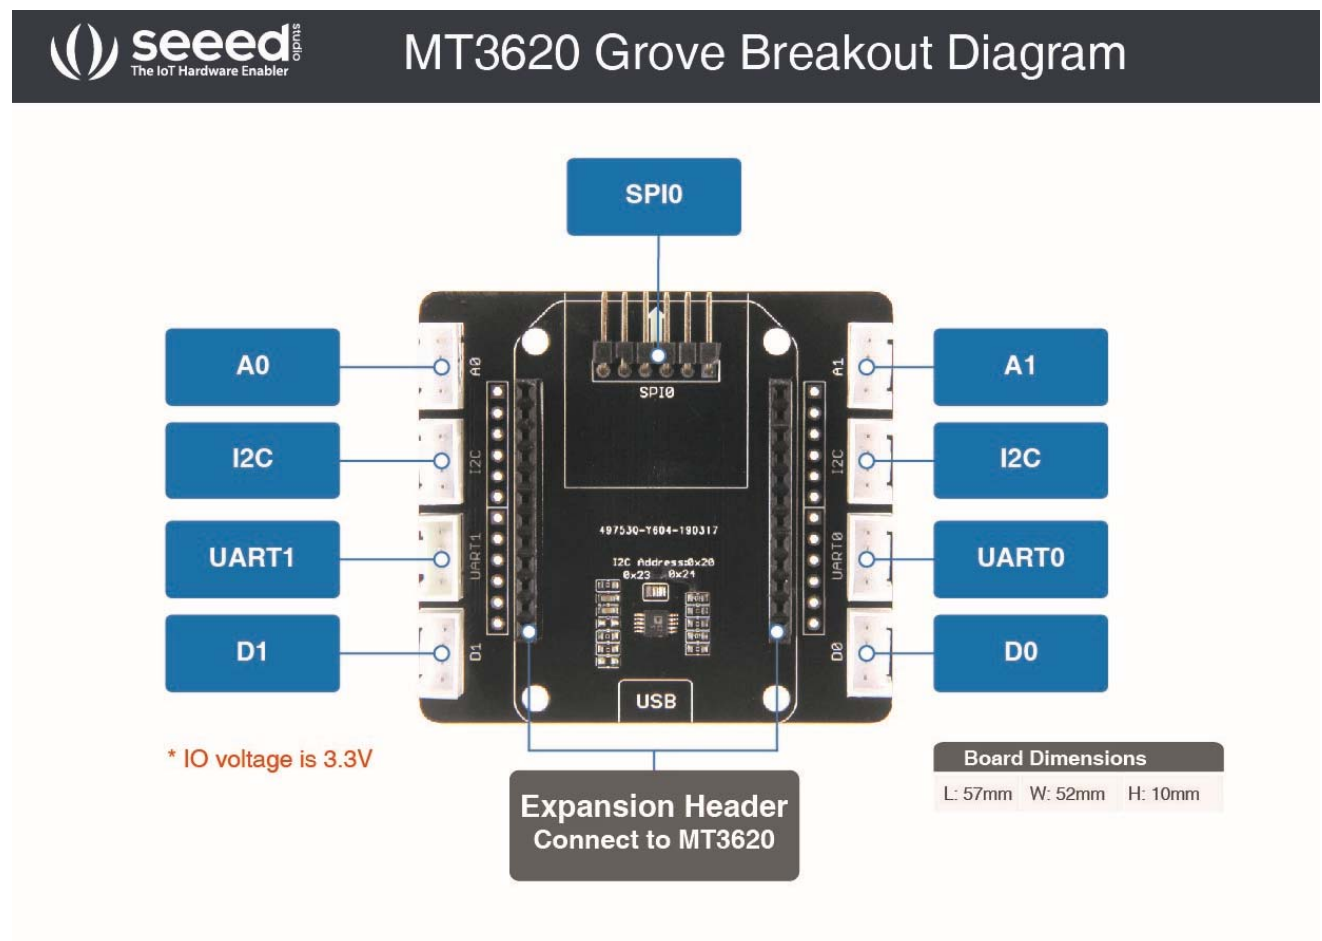 seeed
studio
The IoT Hardware Enabler
MT3620 Grove Breakout Diagram
SPI0
A0
I2C
UART1
D1
A1
I2C
UART0
D0
A0
I2C
UART1
D1
SPI0
A1
I2C
UART0
D0
497530-Y604-190317
I2C Address:0x20
0x23 0x24
USB
* IO voltage is 3.3V
Expansion Header
Connect to MT3620
Board Dimensions
L: 57mm W: 52mm H: 10mm